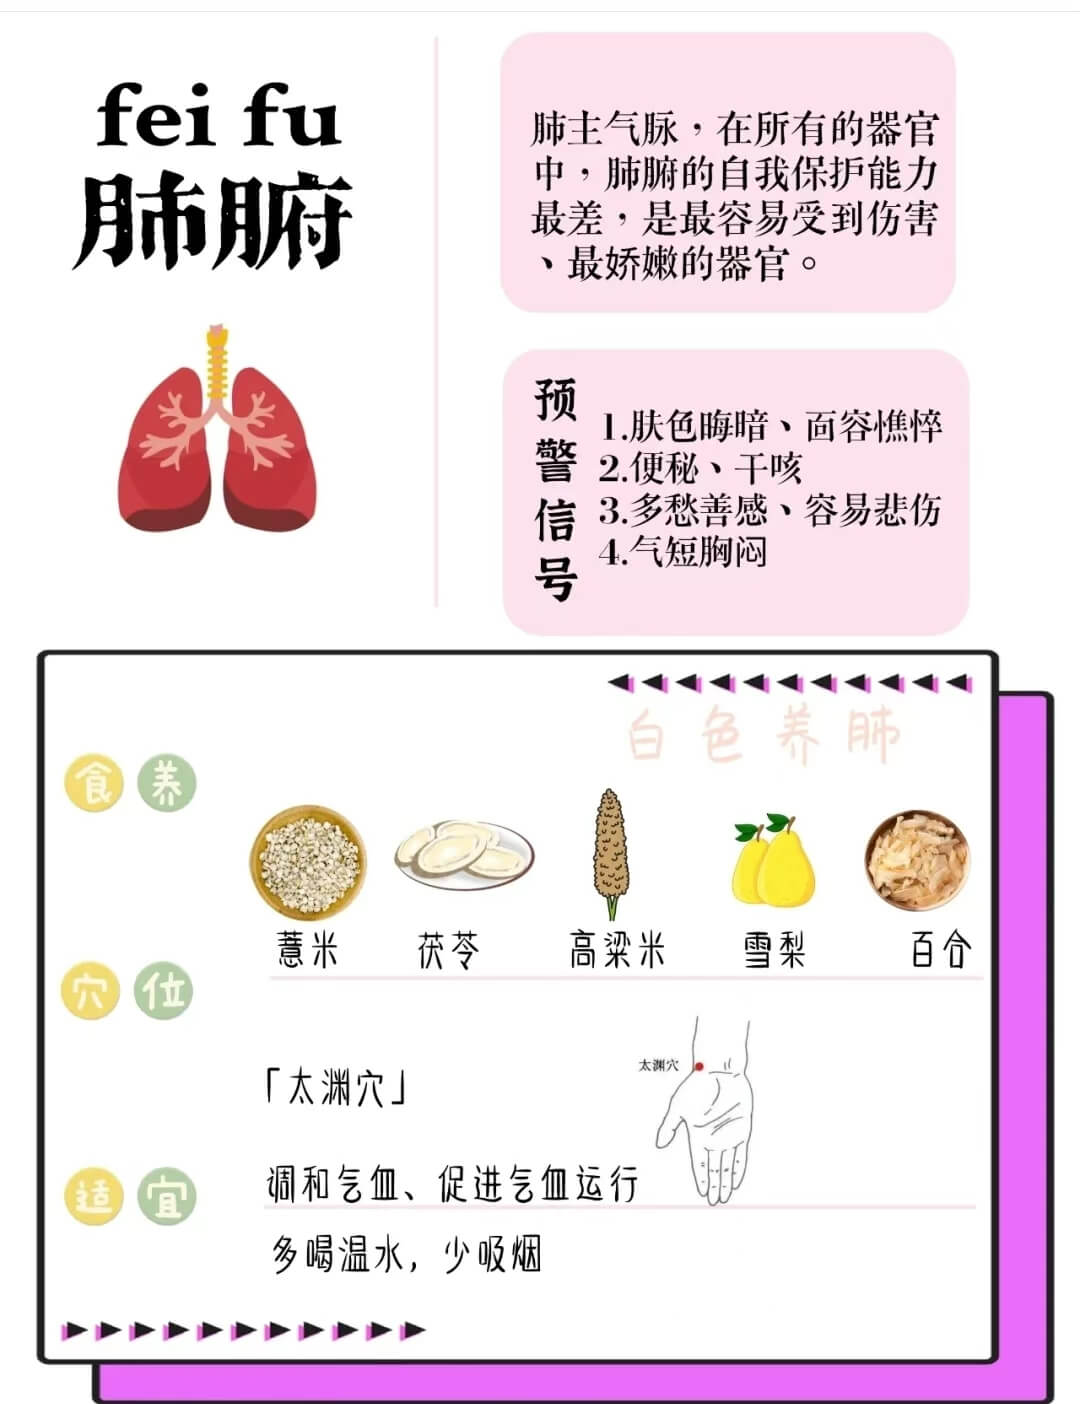 fei fu
肺腑
肺主气脉，在所有的器官
中，肺腑的自我保护能力
最差，是最容易受到伤害
、最娇嫩的器官。
预警信号
1.肤色晦暗、面容憔悴
2.便秘、干咳
3.多愁善感、容易悲伤
4.气短胸闷
白色养肺
食养
薏米 茯苓 高粱米 雪梨 百合
穴位
太渊穴
「太渊穴」
调和气血、促进气血运行
适宜
多喝温水，少吸烟